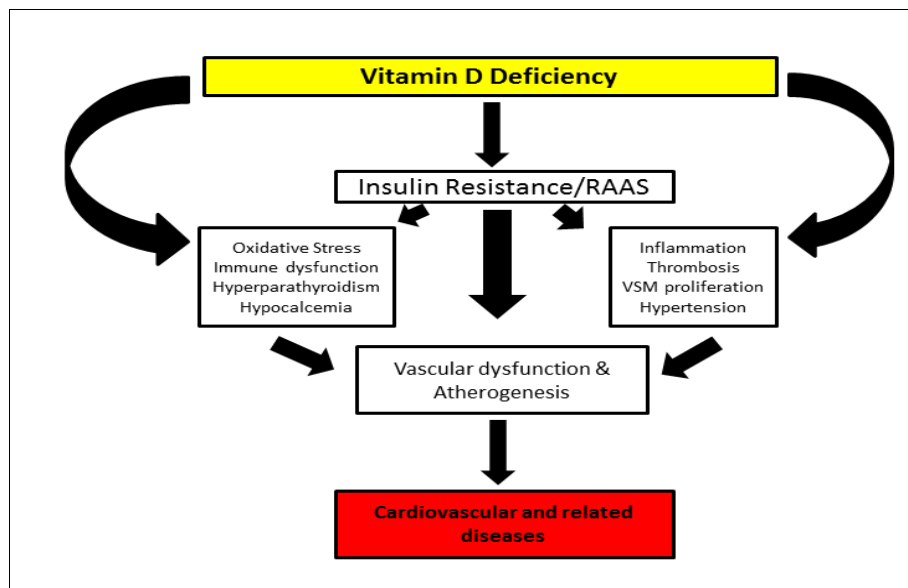 Vitamin D Deficiency
Insulin Resistance/RAAS
Oxidative Stress
Immune dysfunction
Hyperparathyroidism
Hypocalcemia
Inflammation
Thrombosis
VSM proliferation
Hypertension
Vascular dysfunction &
Atherogenesis
Cardiovascular and related
diseases